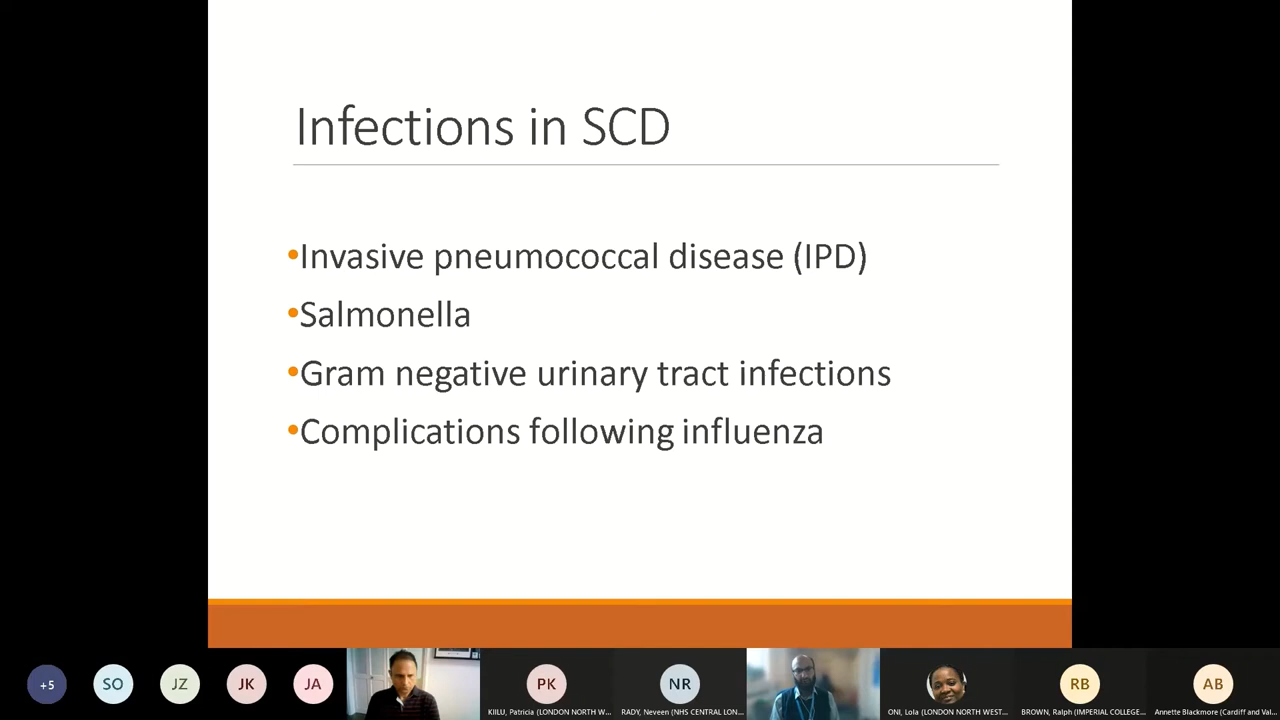 Infections in SCD
•Invasive pneumococcal disease (IPD)
•Salmonella
•Gram negative urinary tract infections
•Complications following influenza
+5
SO
JZ
JK
JA
PK
NR
RB
AB
KIILU, Patricia (LONDON NORTH W...
RADY, Neveen (NHS CENTRAL LON...
ONI, Lola (LONDON NORTH WEST...
BROWN, Ralph (IMPERIAL COLLEGE...
Annette Blackmore (Cardiff and Val...